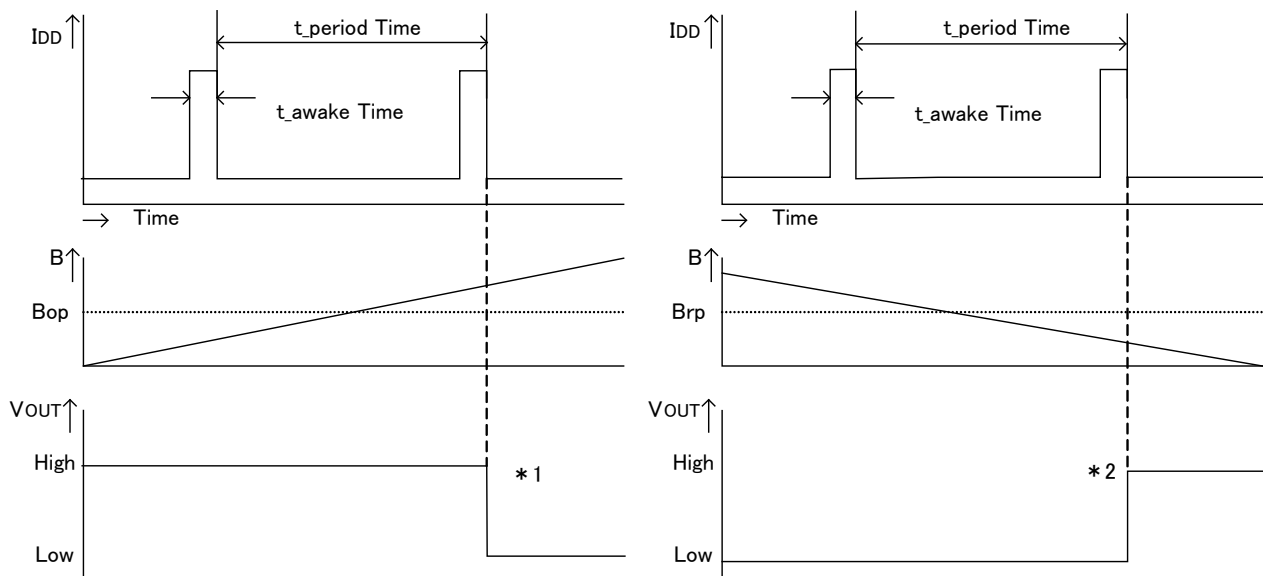 IDD
t_period Time
t_awake Time
Time
B
Bop
VOUT
High
*1
Low
IDD
t_period Time
t_awake Time
Time
B
Brp
VOUT
High
*2
Low